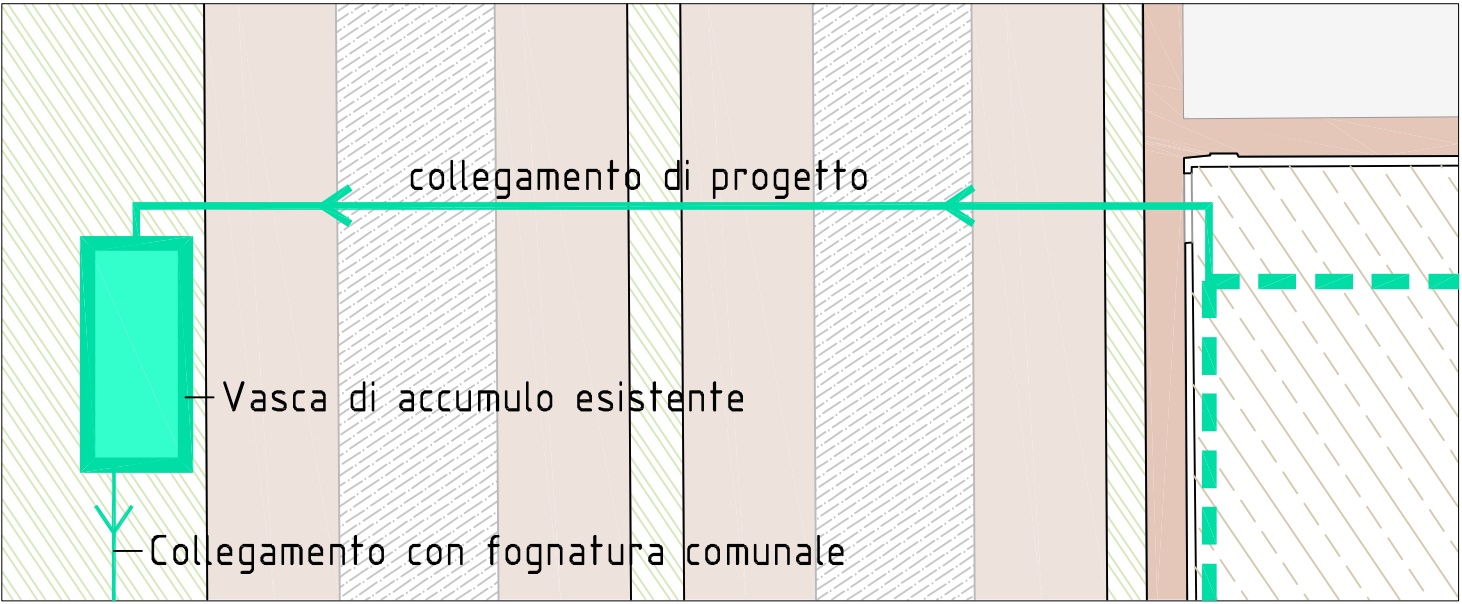 collegamento di progetto
Vasca di accumulo esistente
Collegamento con fognatura comunale